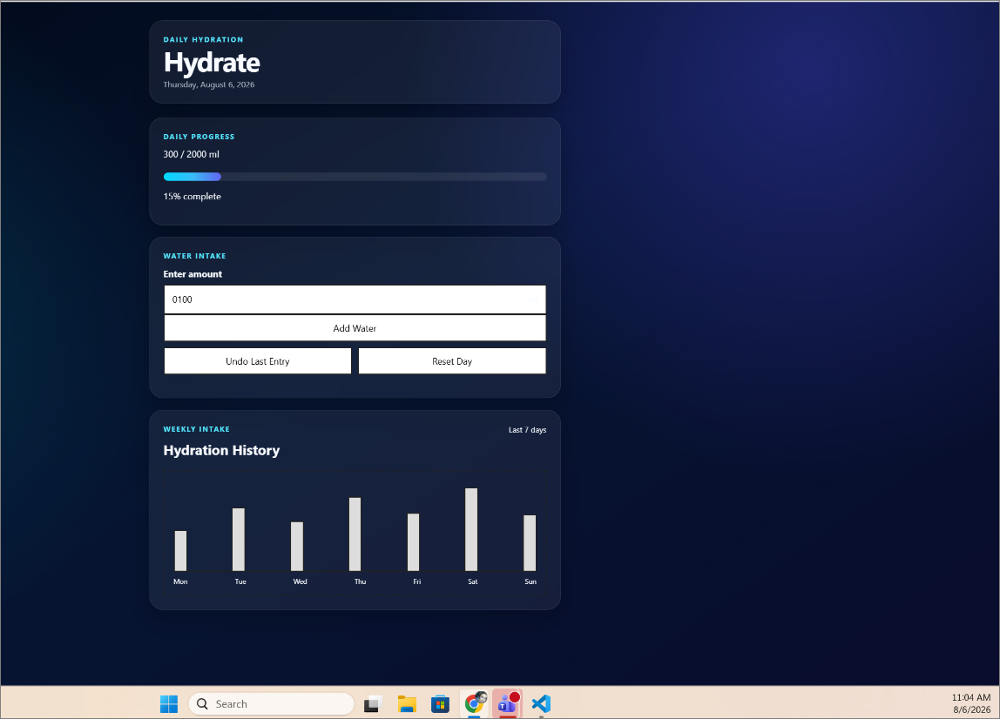 DAILY HYDRATION
Hydrate
Thursday, August 6, 2026
DAILY PROGRESS
300 / 2000 ml
15% complete
WATER INTAKE
Enter amount
0100
Add Water
Undo Last Entry Reset Day
WEEKLY INTAKE Last 7 days
Hydration History
Mon Tue Wed Thu Fri Sat Sun
Search 11:04 AM
8/6/2026